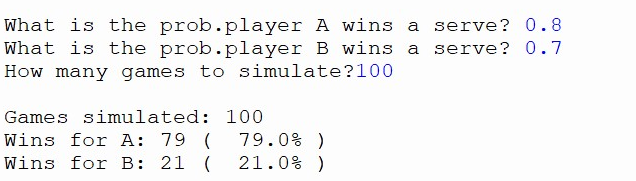 What is the prob.player A wins a serve? 0.8
What is the prob.player B wins a serve? 0.7
How many games to simulate?100

Games simulated: 100
Wins for A: 79 (  79.0% )
Wins for B: 21 (  21.0% )